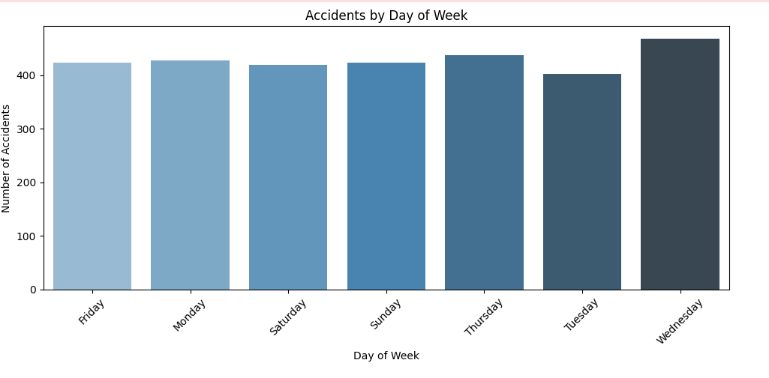 Accidents by Day of Week
Number of Accidents
400
300
200
100
0
Friday
Monday
Saturday
Sunday
Thursday
Tuesday
Wednesday
Day of Week